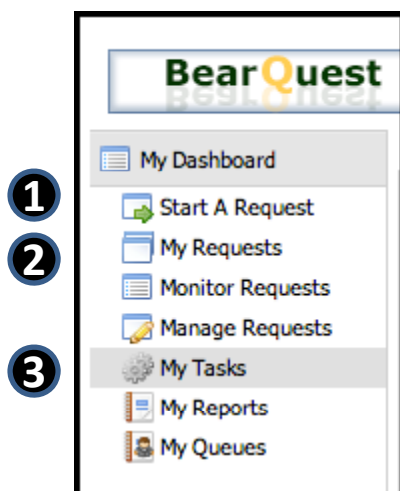 BearQuest
My Dashboard
1 Start A Request
2 My Requests
Monitor Requests
Manage Requests
3 My Tasks
My Reports
My Queues